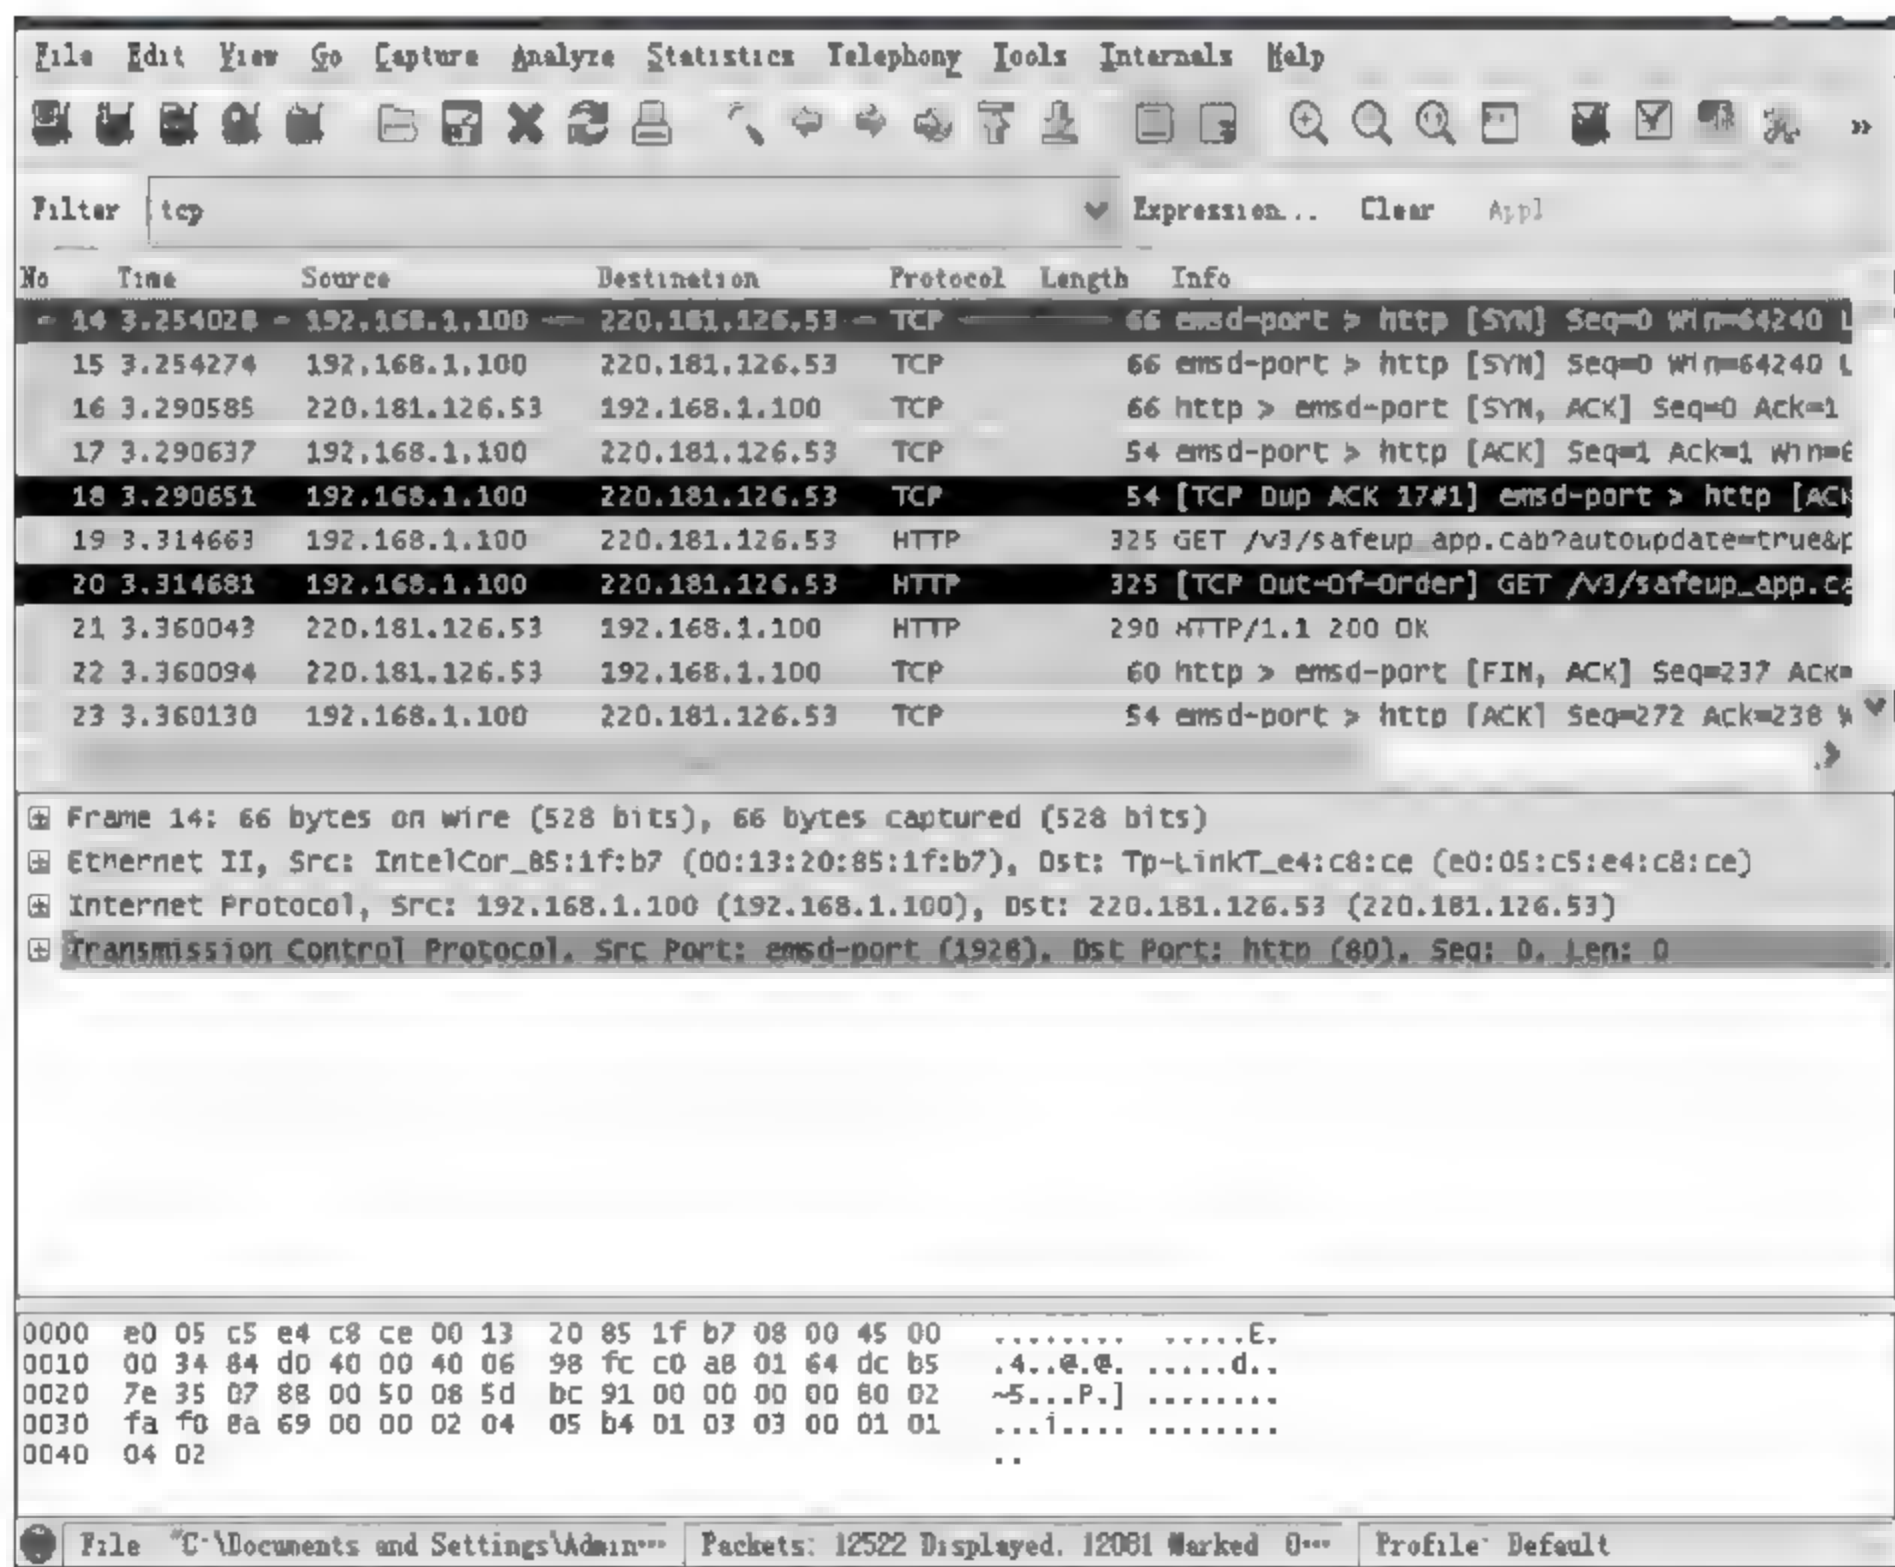 File Edit View Go Capture Analyze Statistics Telephony Tools Internals Help
Filter tcp Expression... Clear Appl
No Time Source Destination Protocol Length Info
14 3.254028 192.168.1.100 220.181.126.53 TCP 66 emsd-port > http [SYN] Seq=0 Win=64240 L
15 3.254274 192.168.1.100 220.181.126.53 TCP 66 emsd-port > http [SYN] Seq=0 Win=64240 L
16 3.290585 220.181.126.53 192.168.1.100 TCP 66 http > emsd-port [SYN, ACK] Seq=0 Ack=1
17 3.290637 192.168.1.100 220.181.126.53 TCP 54 emsd-port > http [ACK] Seq=1 Ack=1 Win=6
18 3.290651 192.168.1.100 220.181.126.53 TCP 54 [TCP Dup ACK 17#1] emsd-port > http [ACK
19 3.314663 192.168.1.100 220.181.126.53 HTTP 325 GET /v3/safeup_app.cab?autoupdate=true&p
20 3.314681 192.168.1.100 220.181.126.53 HTTP 325 [TCP Out-Of-Order] GET /v3/safeup_app.ca
21 3.360043 220.181.126.53 192.168.1.100 HTTP 290 HTTP/1.1 200 OK
22 3.360094 220.181.126.53 192.168.1.100 TCP 60 http > emsd-port [FIN, ACK] Seq=237 Ack=
23 3.360130 192.168.1.100 220.181.126.53 TCP 54 emsd-port > http [ACK] Seq=272 Ack=238 W
Frame 14: 66 bytes on wire (528 bits), 66 bytes captured (528 bits)
Ethernet II, Src: IntelCor_85:1f:b7 (00:13:20:85:1f:b7), Dst: Tp-LinkT_e4:c8:ce (e0:05:c5:e4:c8:ce)
Internet Protocol, Src: 192.168.1.100 (192.168.1.100), Dst: 220.181.126.53 (220.181.126.53)
Transmission Control Protocol, Src Port: emsd-port (1928), Dst Port: http (80), Seq: 0, Len: 0
0000 e0 05 c5 e4 c8 ce 00 13 20 85 1f b7 08 00 45 00 ........ .....E.
0010 00 34 84 d0 40 00 40 06 98 fc c0 a8 01 64 dc b5 .4..@.@. .....d..
0020 7e 35 07 88 00 50 08 5d bc 91 00 00 00 00 80 02 ~5...P.] ........
0030 fa f0 8a 69 00 00 02 04 05 b4 01 03 03 00 01 01 ...i.... ........
0040 04 02 ..
File "C:\Documents and Settings\Admin... Packets: 12522 Displayed. 12081 Marked 0... Profile: Default